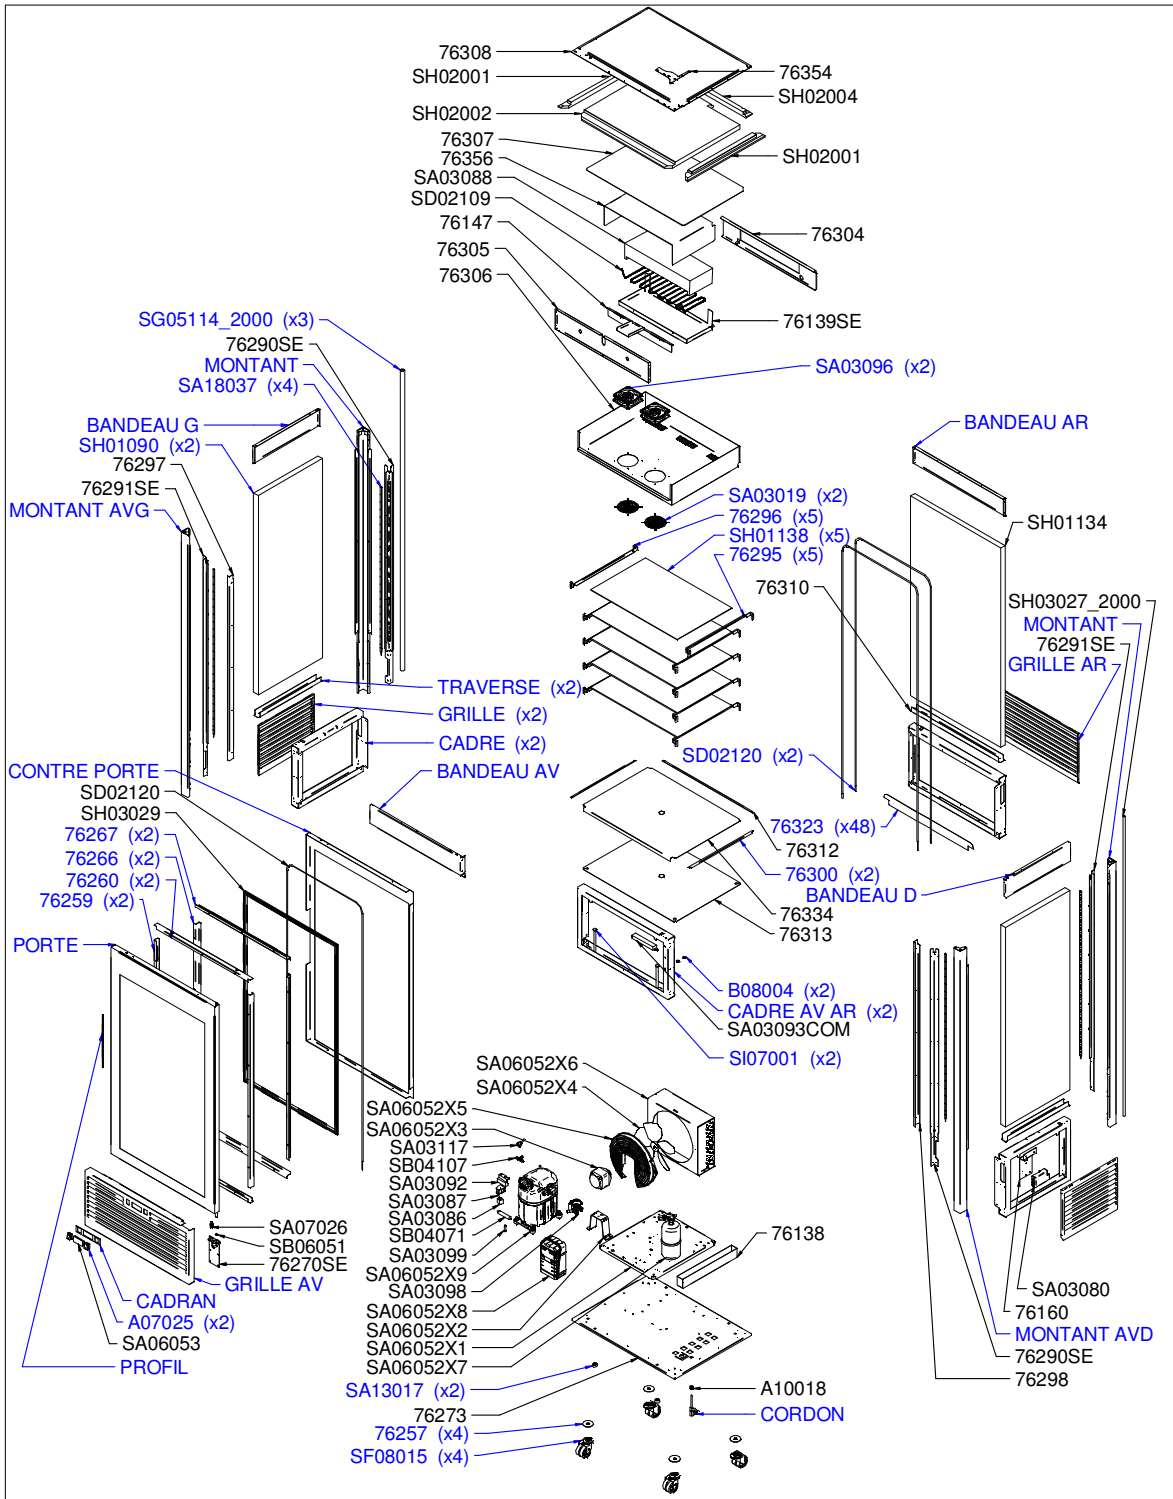 76308
SH02001
76354
SH02004
SH02002
76307
76356
SH02001
SA03088
SD02109
76147
76304
76305
76306
76139SE
SA03096 (x2)
SG05114_2000 (x3)
76290SE
MONTANT
SA18037 (x4)
BANDEAU G
SH01090 (x2)
76297
76291SE
MONTANT AVG
BANDEAU AR
SA03019 (x2)
76296 (x5)
SH01138 (x5)
76295 (x5)
SH01134
76310
SH03027_2000
MONTANT
76291SE
GRILLE AR
TRAVERSE (x2)
GRILLE (x2)
CADRE (x2)
BANDEAU AV
SD02120 (x2)
CONTRE PORTE
SD02120
SH03029
76267 (x2)
76266 (x2)
76260 (x2)
76259 (x2)
PORTE
76323 (x48)
76312
76300 (x2)
BANDEAU D
76334
76313
B08004 (x2)
CADRE AV AR (x2)
SA03093COM
SI07001 (x2)
SA06052X6
SA06052X4
SA06052X5
SA06052X3
SA03117
SB04107
SA03092
SA03087
SA03086
SB04071
SA03099
SA06052X9
SA03098
SA06052X8
SA06052X2
SA06052X1
SA06052X7
SA13017 (x2)
76273
76257 (x4)
SF08015 (x4)
76138
A10018
CORDON
SA07026
SB06051
76270SE
GRILLE AV
CADRAN
A07025 (x2)
SA06053
PROFIL
SA03080
76160
MONTANT AVD
76290SE
76298